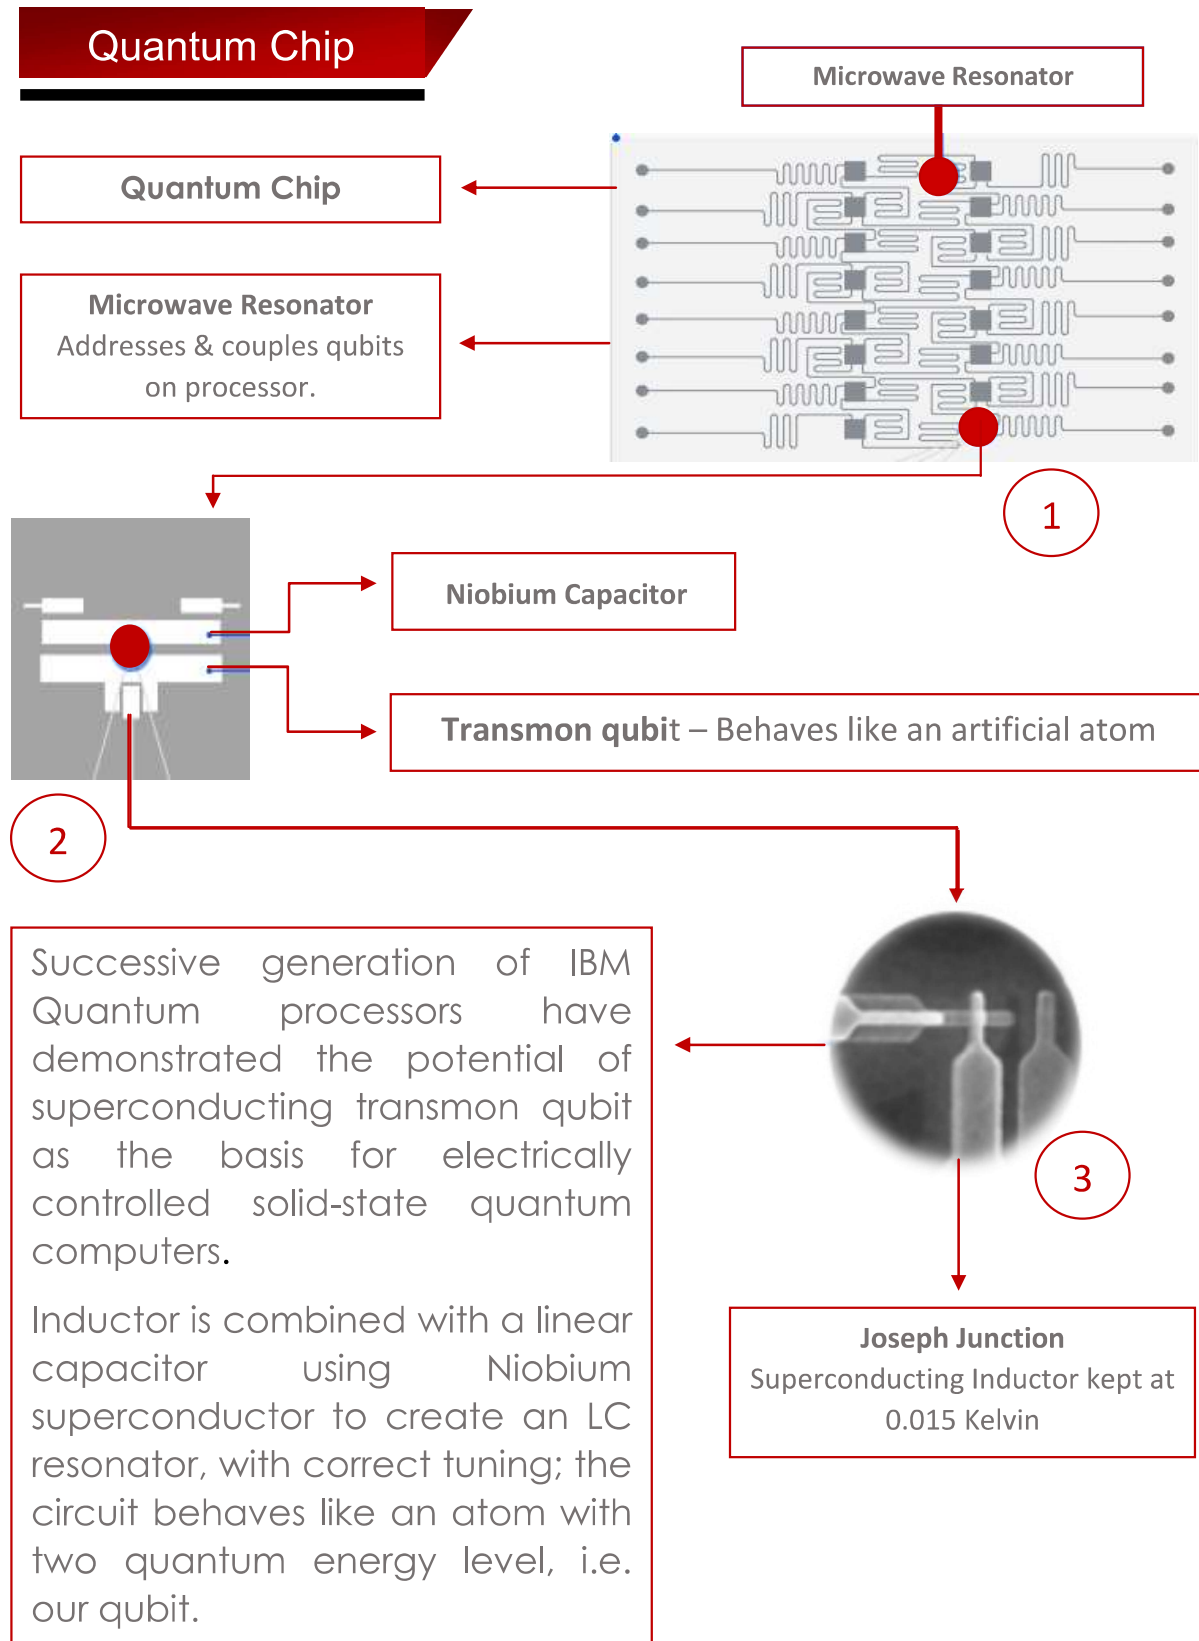 Quantum Chip
Microwave Resonator
Quantum Chip
Microwave Resonator
Addresses & couples qubits
on processor.
1
Niobium Capacitor
Transmon qubit – Behaves like an artificial atom
2
Successive generation of IBM
Quantum processors have
demonstrated the potential of
superconducting transmon qubit
as the basis for electrically
controlled solid-state quantum
computers.
Inductor is combined with a linear
capacitor using Niobium
superconductor to create an LC
resonator, with correct tuning; the
circuit behaves like an atom with
two quantum energy level, i.e.
our qubit.
3
Joseph Junction
Superconducting Inductor kept at
0.015 Kelvin